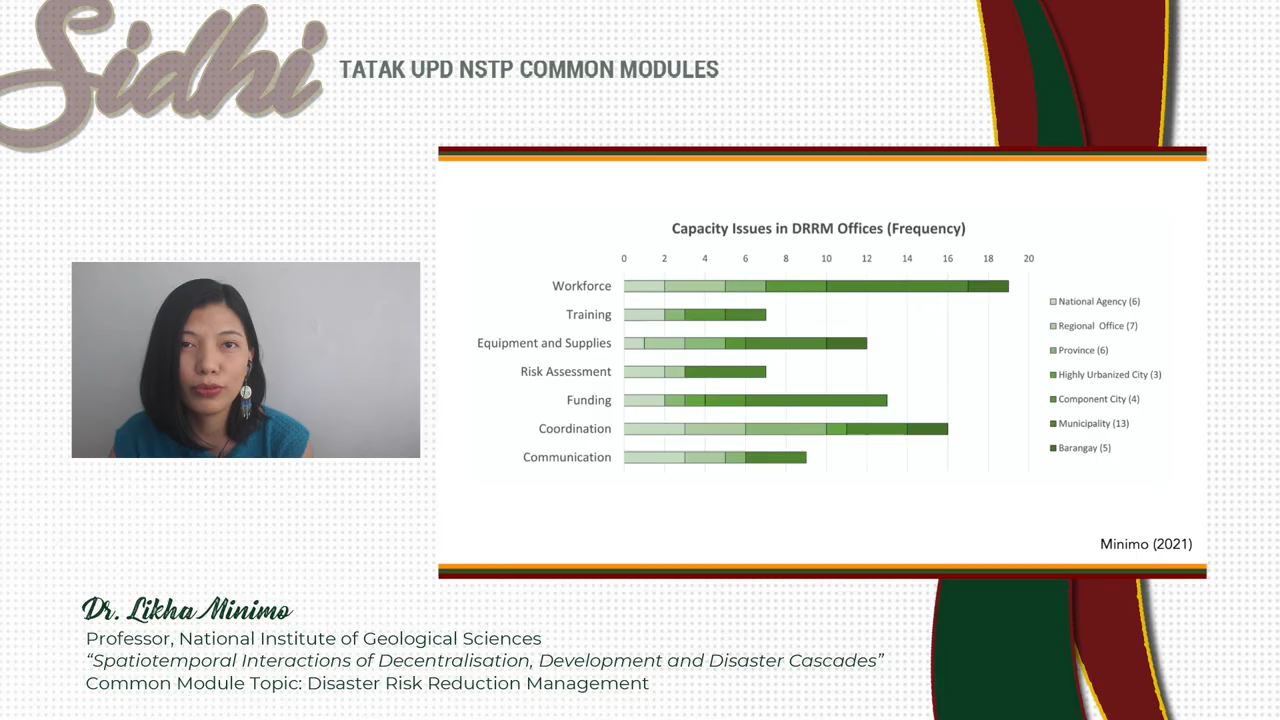 Sidhi
TATAK UPD NSTP COMMON MODULES
Capacity Issues in DRRM Offices (Frequency)
0 2 4 6 8 10 12 14 16 18 20
Workforce
Training
Equipment and Supplies
Risk Assessment
Funding
Coordination
Communication
National Agency (6)
Regional Office (7)
Province (6)
Highly Urbanized City (3)
Component City (4)
Municipality (13)
Barangay (5)
Minimo (2021)
Dr. Likha Minimo
Professor, National Institute of Geological Sciences
“Spatiotemporal Interactions of Decentralisation, Development and Disaster Cascades”
Common Module Topic: Disaster Risk Reduction Management